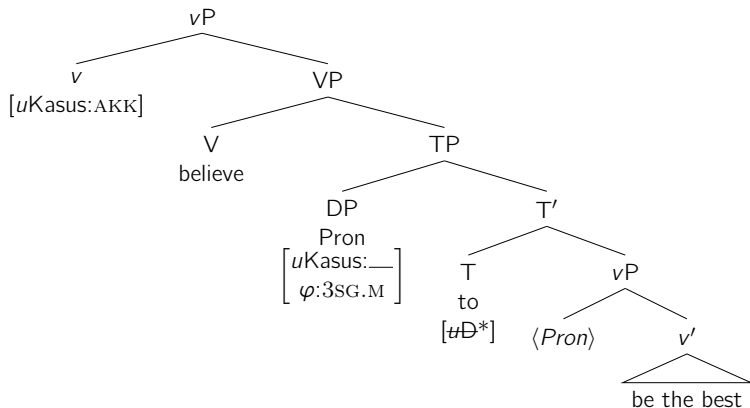 vP
v VP
[uKasus:AKK]
V TP
believe
DP T′
Pron
[uKasus:__ T vP
φ:3SG.M] to
[uD*] ⟨Pron⟩ v′
be the best